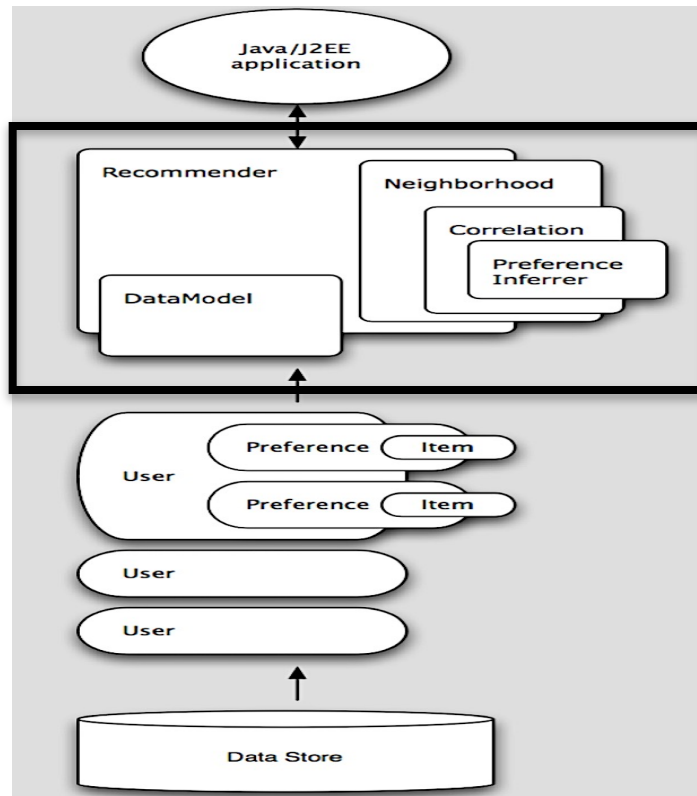 Java/J2EE
application
Recommender
Neighborhood
Correlation
Preference
Inferrer
DataModel
Preference Item
User
Preference Item
User
User
Data Store